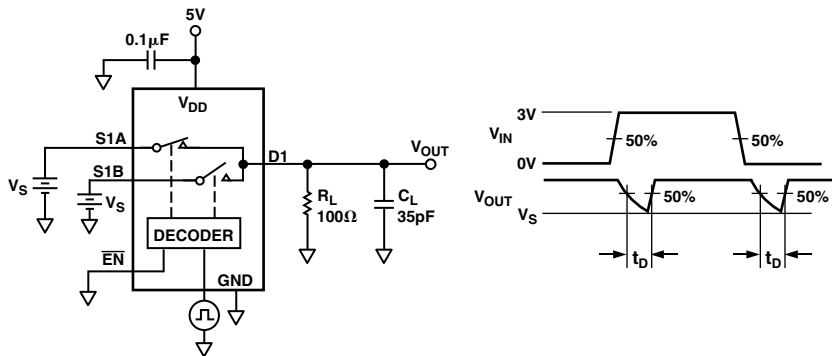 5V
0.1µF
VDD
S1A
S1B
VS
VS
D1
VOUT
RL
100Ω
CL
35pF
DECODER
EN
GND
3V
VIN
50%
50%
0V
VOUT
50%
50%
VS
tD
tD